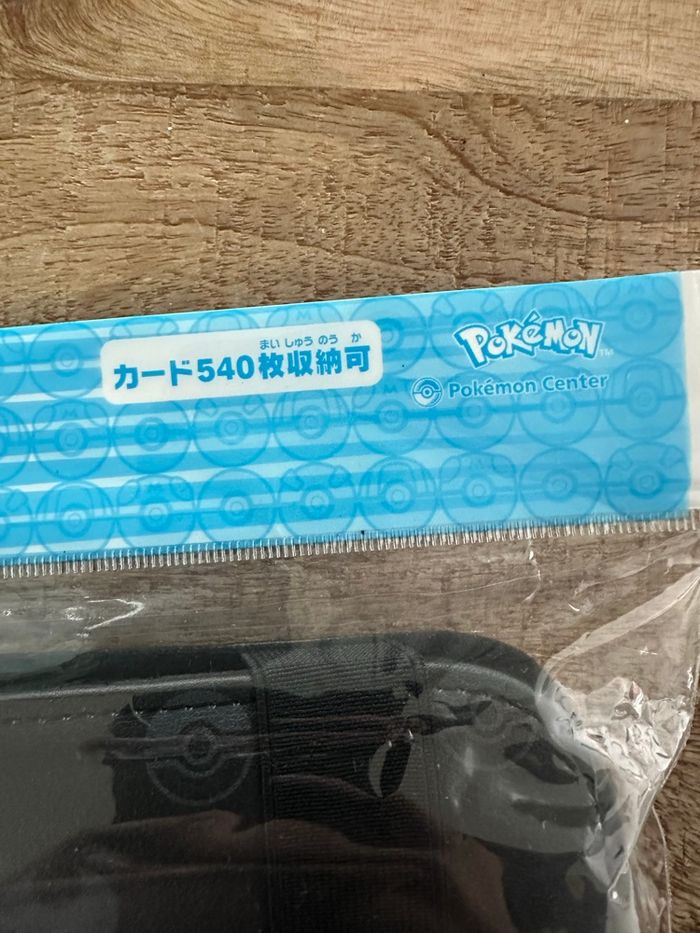 まい しゅう のう か
カード540枚収納可
POKéMON
TM
Pokémon Center